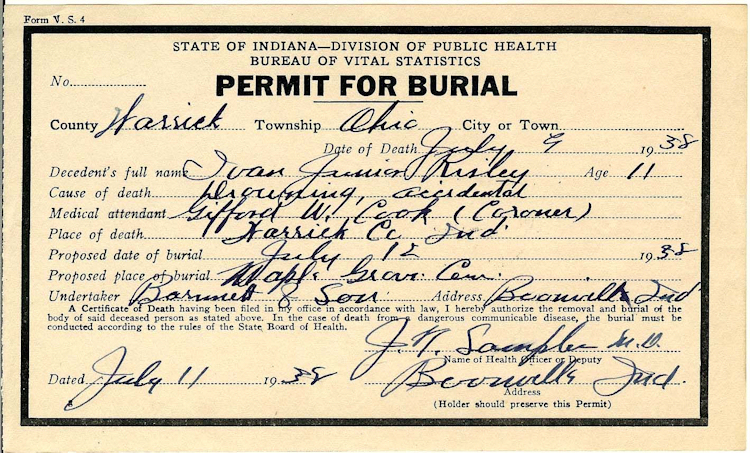 Form V. S. 4
STATE OF INDIANA—DIVISION OF PUBLIC HEALTH
BUREAU OF VITAL STATISTICS
No.
PERMIT FOR BURIAL
County Warrick Township Ohio City or Town
Date of Death July 9 1938
Decedent's full name Ivan Junior Risley Age 11
Cause of death Drowning, accidental
Medical attendant Gifford W. Cook (Coroner)
Place of death Warrick Co Ind
Proposed date of burial July 12 1938
Proposed place of burial Maple Grove Cem.
Undertaker & Son Address Boonville Ind
A Certificate of Death having been filed in my office in accordance with law, I hereby authorize the removal and burial of the
body of said deceased person as stated above. In the case of death from a dangerous communicable disease, the burial must be
conducted according to the rules of the State Board of Health.
M.D.
Name of Health Officer or Deputy
Dated July 11 1938 Boonville Ind.
Address
(Holder should preserve this Permit)